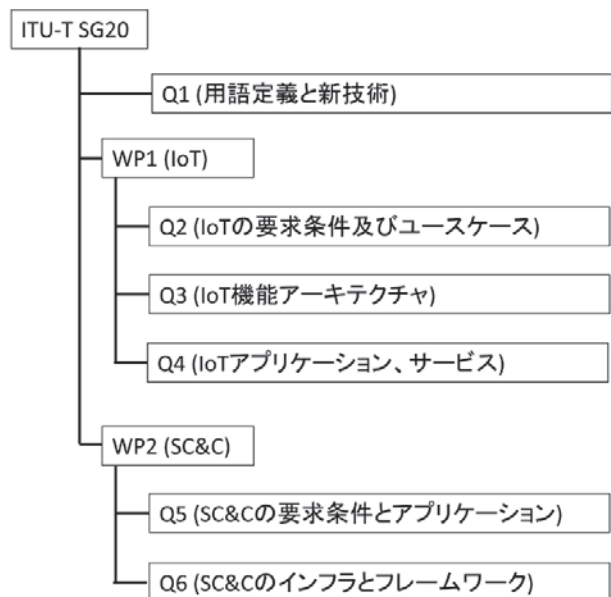 ITU-T SG20
Q1 (用語定義と新技術)
WP1 (IoT)
Q2 (IoTの要求条件及びユースケース)
Q3 (IoT機能アーキテクチャ)
Q4 (IoTアプリケーション、サービス)
WP2 (SC&C)
Q5 (SC&Cの要求条件とアプリケーション)
Q6 (SC&Cのインフラとフレームワーク)